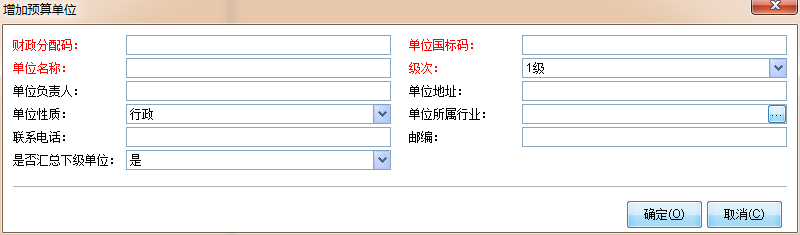 增加预算单位
财政分配码： 单位国标码：
单位名称： 级次： 1级
单位负责人： 单位地址：
单位性质： 行政 单位所属行业： ...
联系电话： 邮编：
是否汇总下级单位： 是
确定(O) 取消(C)